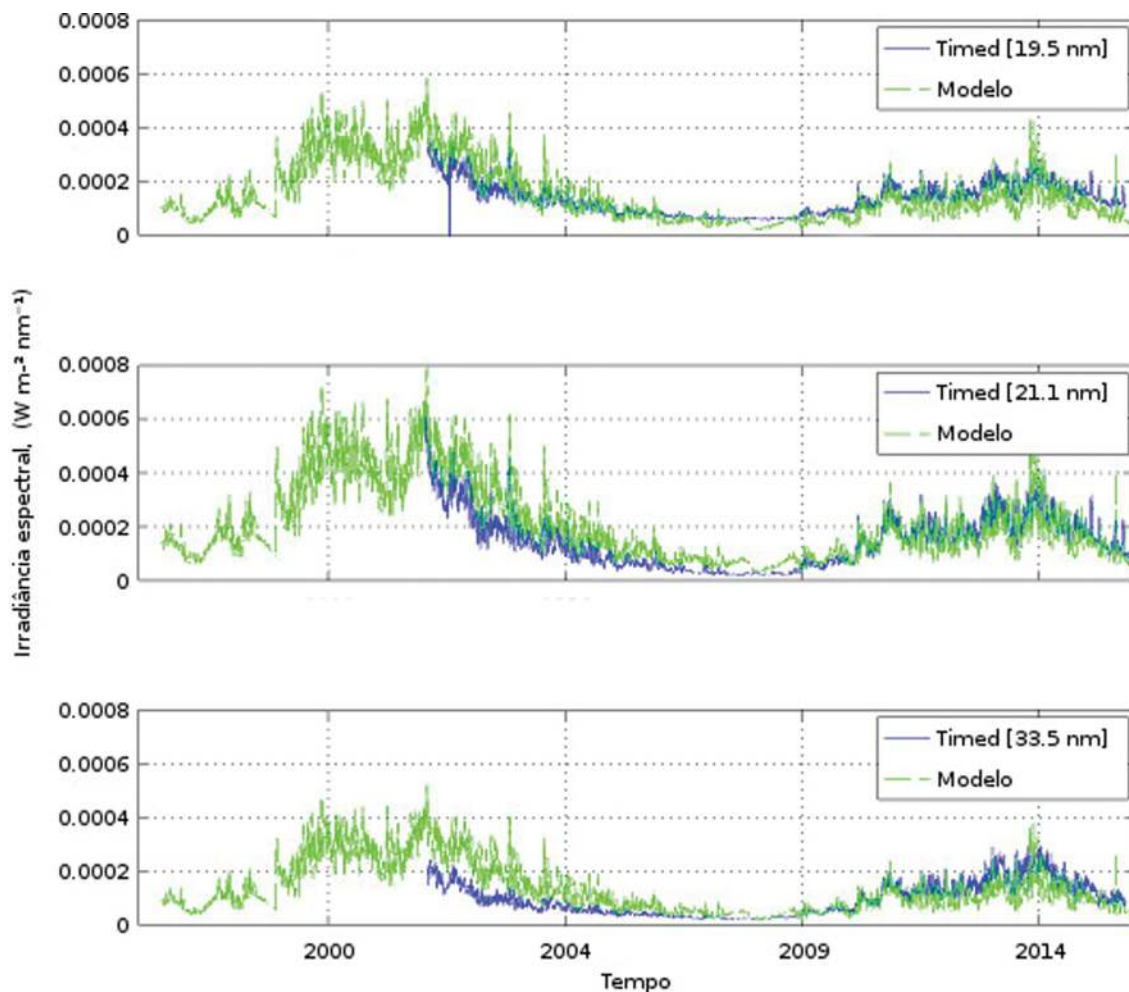 0.0008
0.0006
0.0004
0.0002
0
Timed [19.5 nm]
Modelo
Irradiância espectral, (W m-² nm⁻¹)
0.0008
0.0006
0.0004
0.0002
0
Timed [21.1 nm]
Modelo
0.0008
0.0006
0.0004
0.0002
0
Timed [33.5 nm]
Modelo
2000 2004 2009 2014
Tempo